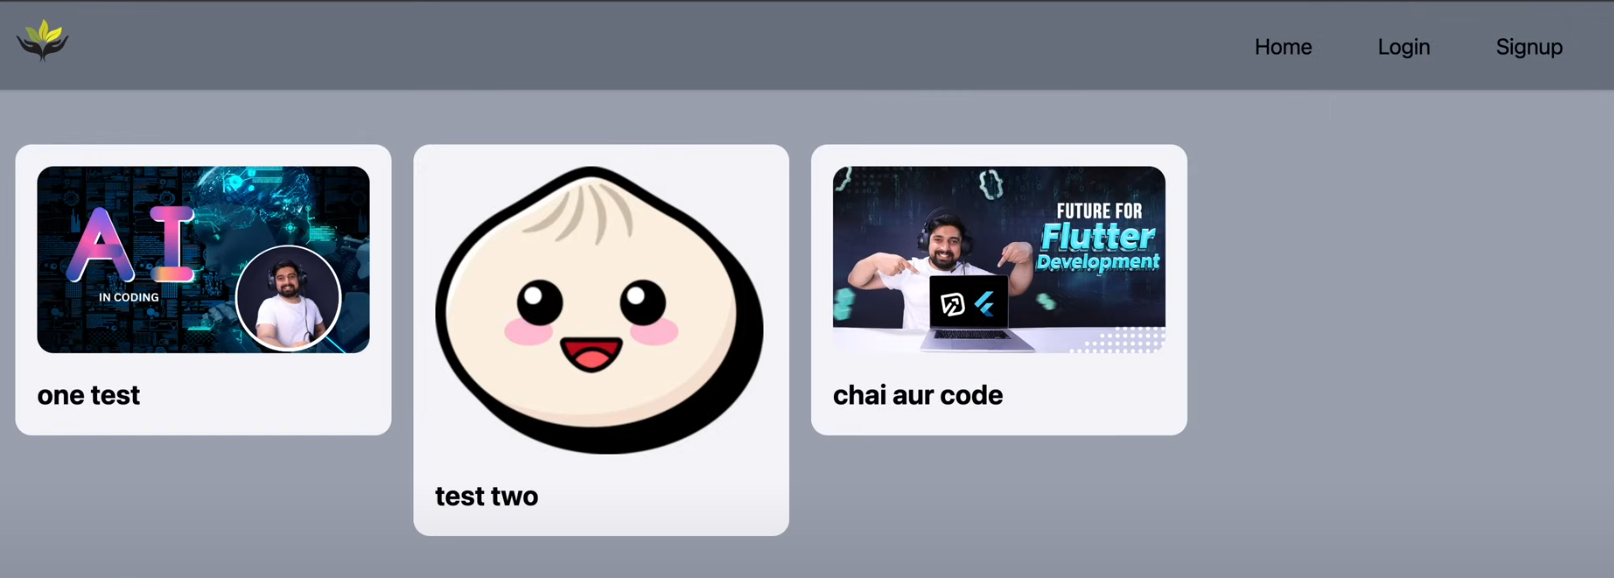 Home
Login
Signup
AI
IN CODING
one test
test two
FUTURE FOR
Flutter
Development
chai aur code